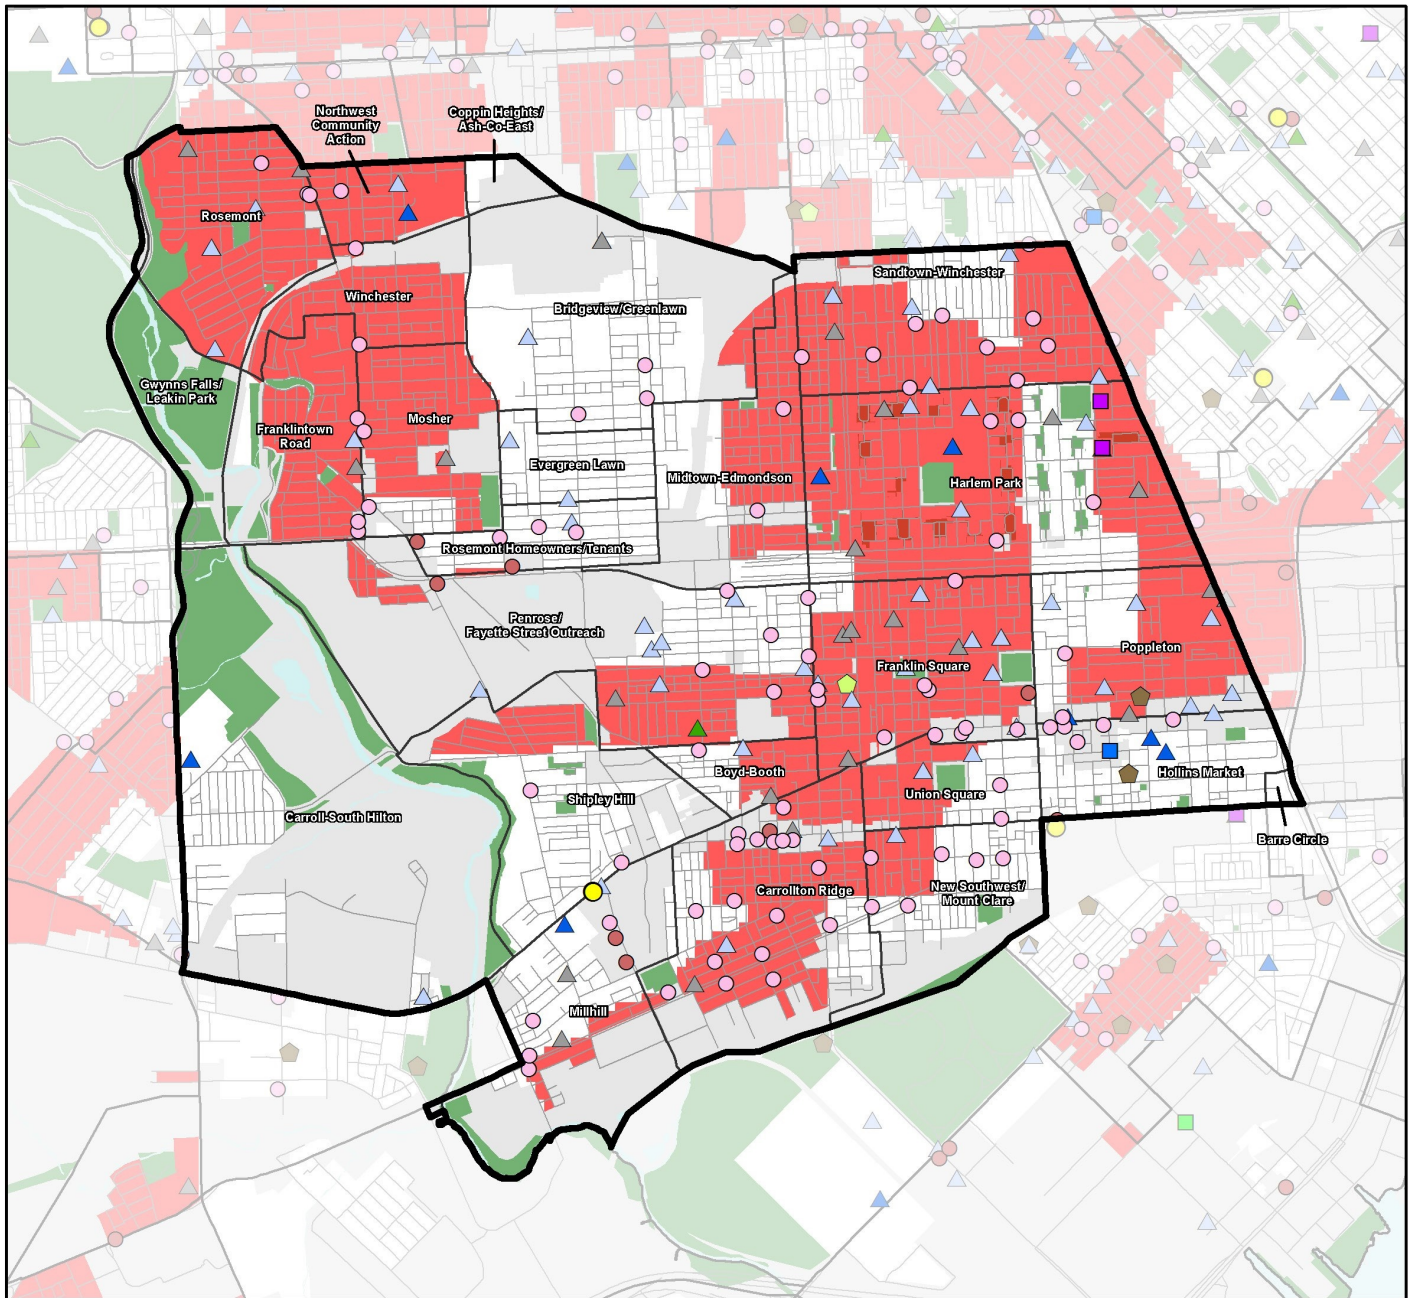 Northwest
Community
Action
Coppin Heights/
Ash-Co-East
Rosemont
Sandtown-Winchester
Winchester
Bridgeview/Greenlawn
Gwynns Falls/
Leakin Park
Franklintown
Road
Mosher
Evergreen Lawn
Midtown-Edmondson
Harlem Park
Rosemont Homeowners/Tenants
Penrose/
Fayette Street Outreach
Franklin Square
Poppleton
Boyd-Booth
Hollins Market
Shipley Hill
Union Square
Carroll-South Hilton
Barre Circle
Carrollton Ridge
New Southwest/
Mount Clare
Millhill